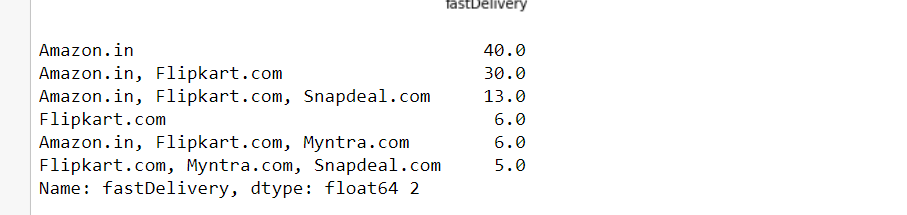 fastDelivery
Amazon.in 40.0
Amazon.in, Flipkart.com 30.0
Amazon.in, Flipkart.com, Snapdeal.com 13.0
Flipkart.com 6.0
Amazon.in, Flipkart.com, Myntra.com 6.0
Flipkart.com, Myntra.com, Snapdeal.com 5.0
Name: fastDelivery, dtype: float64 2